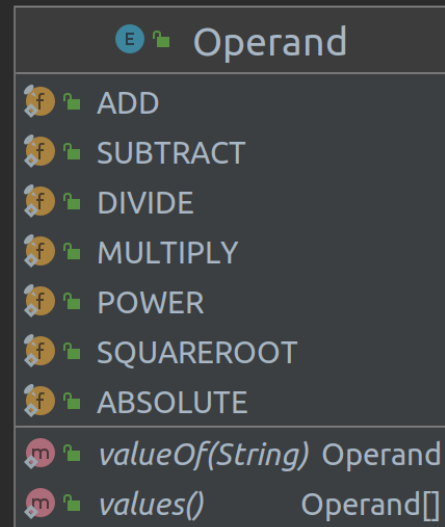 E Operand
f ADD
f SUBTRACT
f DIVIDE
f MULTIPLY
f POWER
f SQUAREROOT
f ABSOLUTE
m valueOf(String) Operand
m values() Operand[]